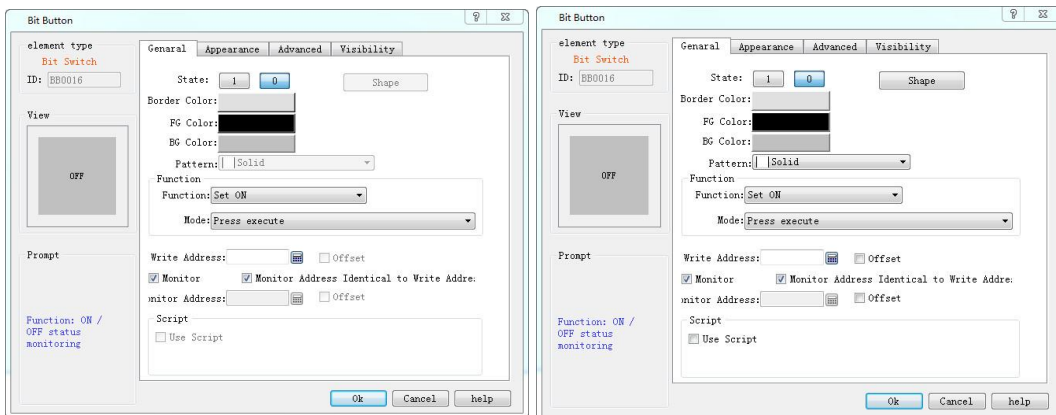 Bit Button
element type
Bit Switch
ID: BB0016
View
OFF
Prompt
Function: ON /
OFF status
monitoring
General Appearance Advanced Visibility
State: 1 0 Shape
Border Color:
FG Color:
BG Color:
Pattern: Solid
Function
Function: Set ON
Mode: Press execute
Write Address: Offset
Monitor Monitor Address Identical to Write Addre:
onitor Address: Offset
Script
Use Script
Ok Cancel help
Bit Button
element type
Bit Switch
ID: BB0016
View
OFF
Prompt
Function: ON /
OFF status
monitoring
General Appearance Advanced Visibility
State: 1 0 Shape
Border Color:
FG Color:
BG Color:
Pattern: Solid
Function
Function: Set ON
Mode: Press execute
Write Address: Offset
Monitor Monitor Address Identical to Write Addre:
onitor Address: Offset
Script
Use Script
Ok Cancel help